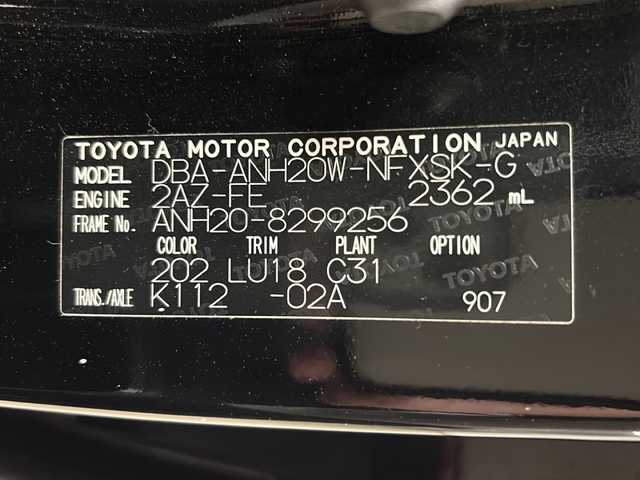 TOYOTA MOTOR CORPORATION JAPAN
MODEL DBA-ANH20W-NFXSK-G
ENGINE 2AZ-FE 2362 mL
FRAME No. ANH20-8299256
COLOR TRIM PLANT OPTION
202 LU18 C31
TRANS./AXLE K112 -02A 907